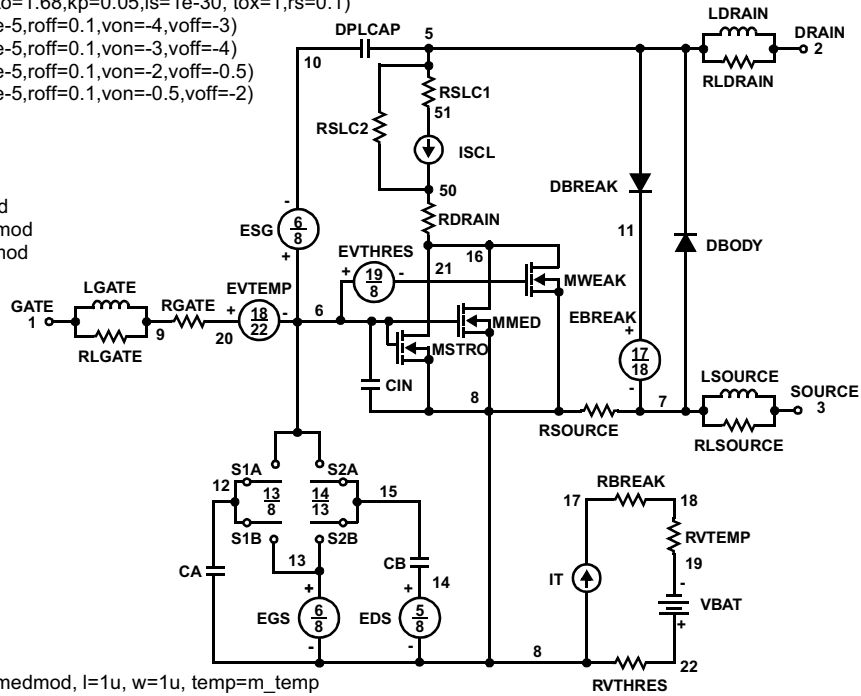 to=1.68,kp=0.05,is=1e-30, tox=1,rs=0.1)
e-5,roff=0.1,von=-4,voff=-3)
e-5,roff=0.1,von=-3,voff=-4)
e-5,roff=0.1,von=-2,voff=-0.5)
e-5,roff=0.1,von=-0.5,voff=-2)
d
mod
mod
LDRAIN
DPLCAP 5 DRAIN
10 2
RLDRAIN
RSLC1
51
RSLC2
ISCL
50
RDRAIN
DBREAK
11
DBODY
ESG
-
6
8
+
EVTHRES
+ 19 - 21
8
16
MWEAK
LGATE
GATE
1
RLGATE
9
RGATE
20
EVTEMP
+ 18 -
22
6
MMED
MSTRO
EBREAK
+
17
18
-
CIN
8
RSOURCE
7
LSOURCE
SOURCE
3
RLSOURCE
S1A S2A
12
13
8
14
13
15
S1B S2B
13
CA
CB
14
+ +
EGS 6
8
EDS 5
8
- -
RBREAK
17 18
RVTEMP
19
IT
-
VBAT
+
8
22
RVTHRES
medmod, l=1u, w=1u, temp=m_temp